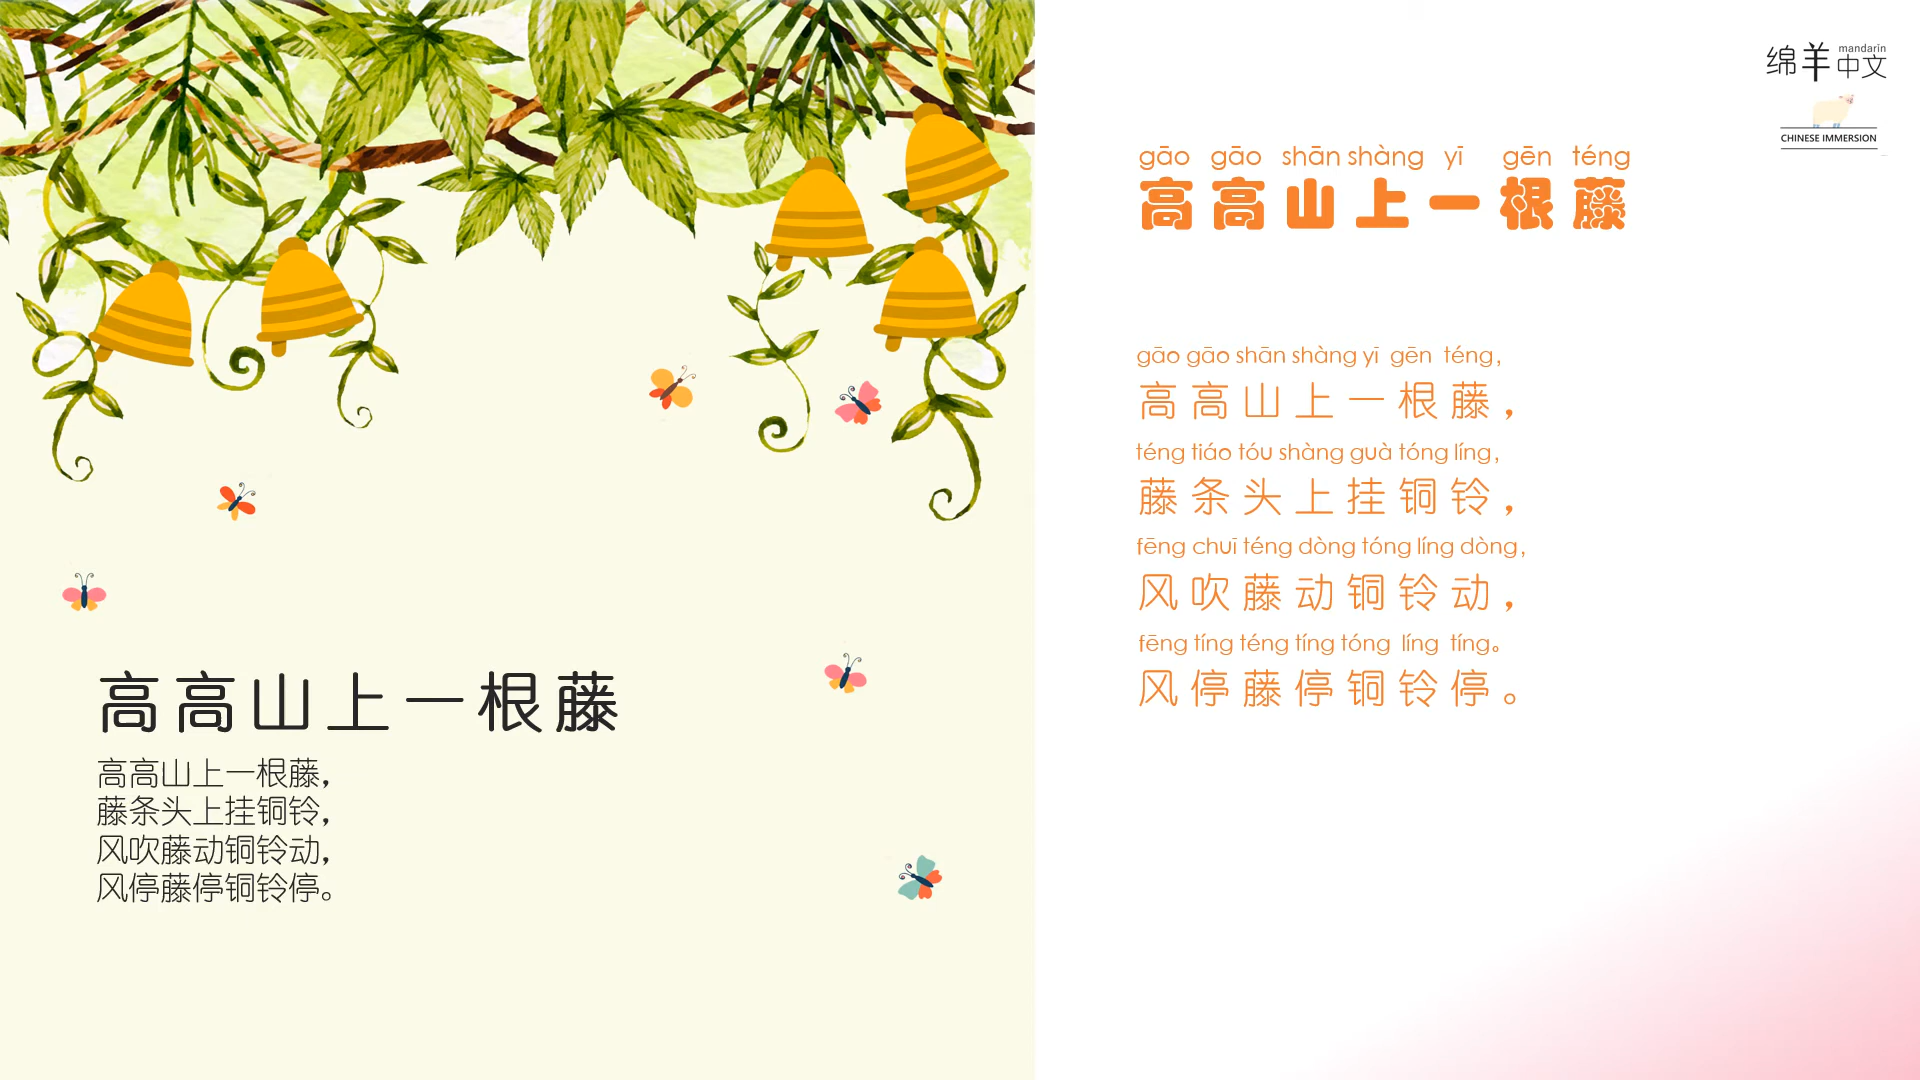 高高山上一根藤
高高山上一根藤，
藤条头上挂铜铃，
风吹藤动铜铃动，
风停藤停铜铃停。
绵羊 mandarin 中文
CHINESE IMMERSION
gāo gāo shān shàng yī gēn téng
高高山上一根藤
gāo gāo shān shàng yī gēn téng,
高高山上一根藤，
téng tiáo tóu shàng guà tóng líng,
藤条头上挂铜铃，
fēng chuī téng dòng tóng líng dòng,
风吹藤动铜铃动，
fēng tíng téng tíng tóng líng tíng。
风停藤停铜铃停。